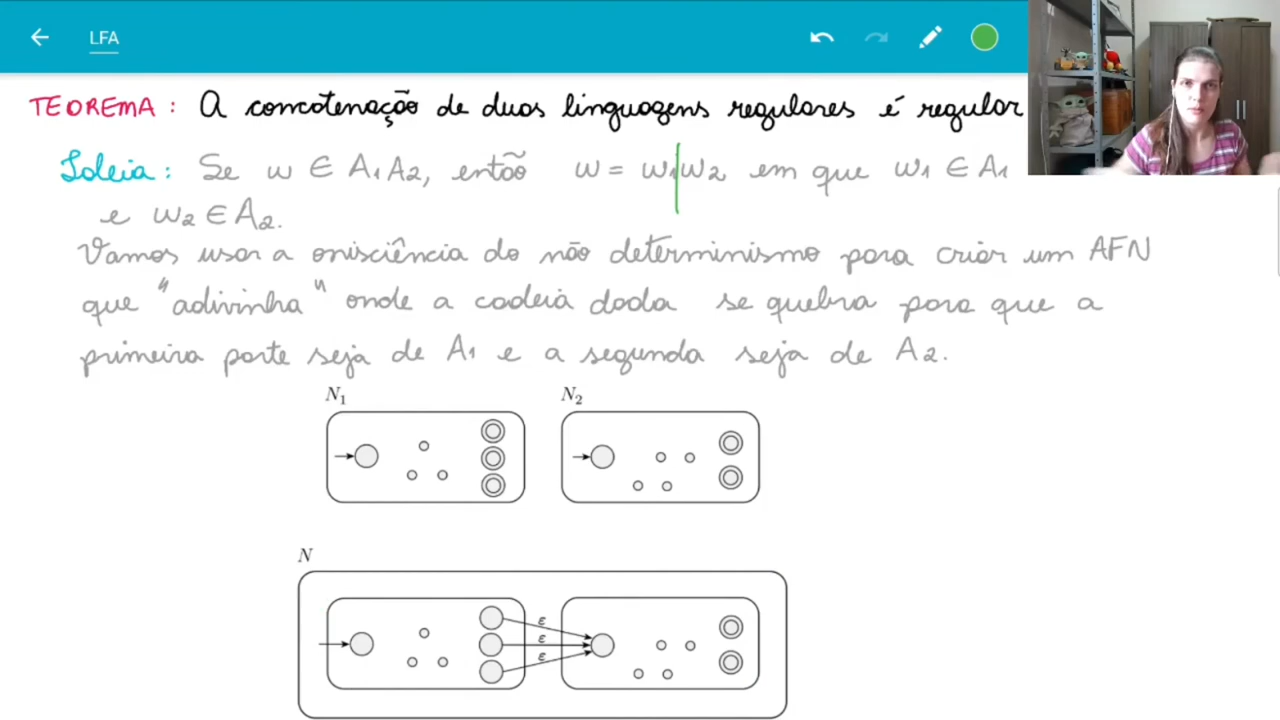 LFA
TEOREMA: A concatenação de duas linguagens regulares é regular
Ideia: Se w ∈ A1A2, então w = w1w2 em que w1 ∈ A1
e w2 ∈ A2.
Vamos usar a onisciência do não determinismo para criar um AFN
que "adivinha" onde a cadeia dada se quebra para que a
primeira parte seja de A1 e a segunda seja de A2.
N1 N2
N
ε
ε
ε